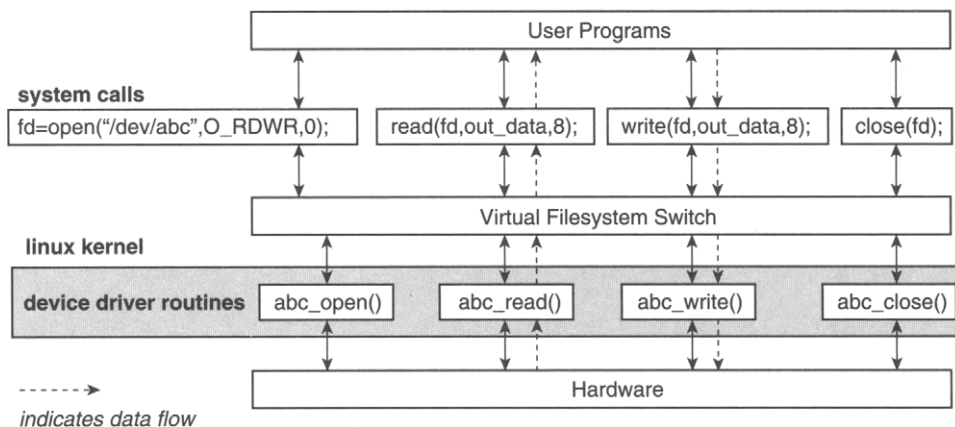 User Programs
system calls
fd=open(“/dev/abc”,O_RDWR,0);
read(fd,out_data,8);
write(fd,out_data,8);
close(fd);
Virtual Filesystem Switch
linux kernel
device driver routines
abc_open()
abc_read()
abc_write()
abc_close()
Hardware
indicates data flow